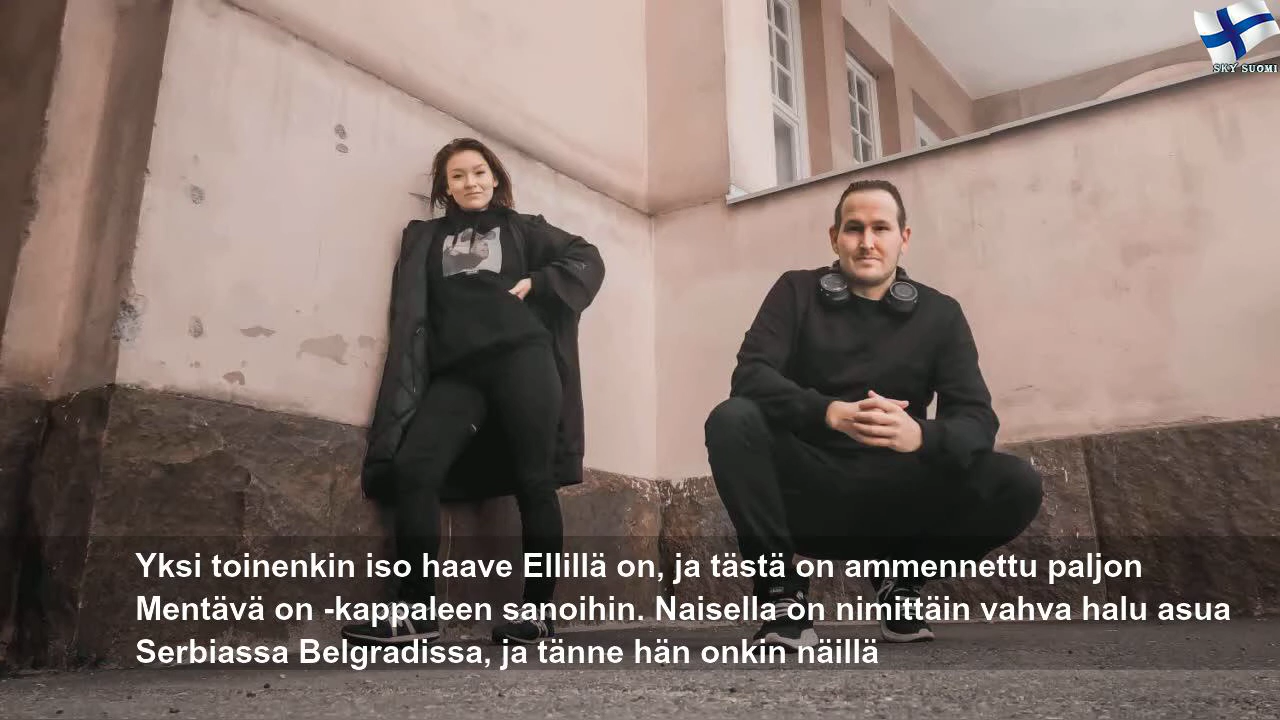 SKY SUOMI
Yksi toinenkin iso haave Ellillä on, ja tästä on ammennettu paljon
Mentävä on -kappaleen sanoihin. Naisella on nimittäin vahva halu asua
Serbiassa Belgradissa, ja tänne hän onkin näillä